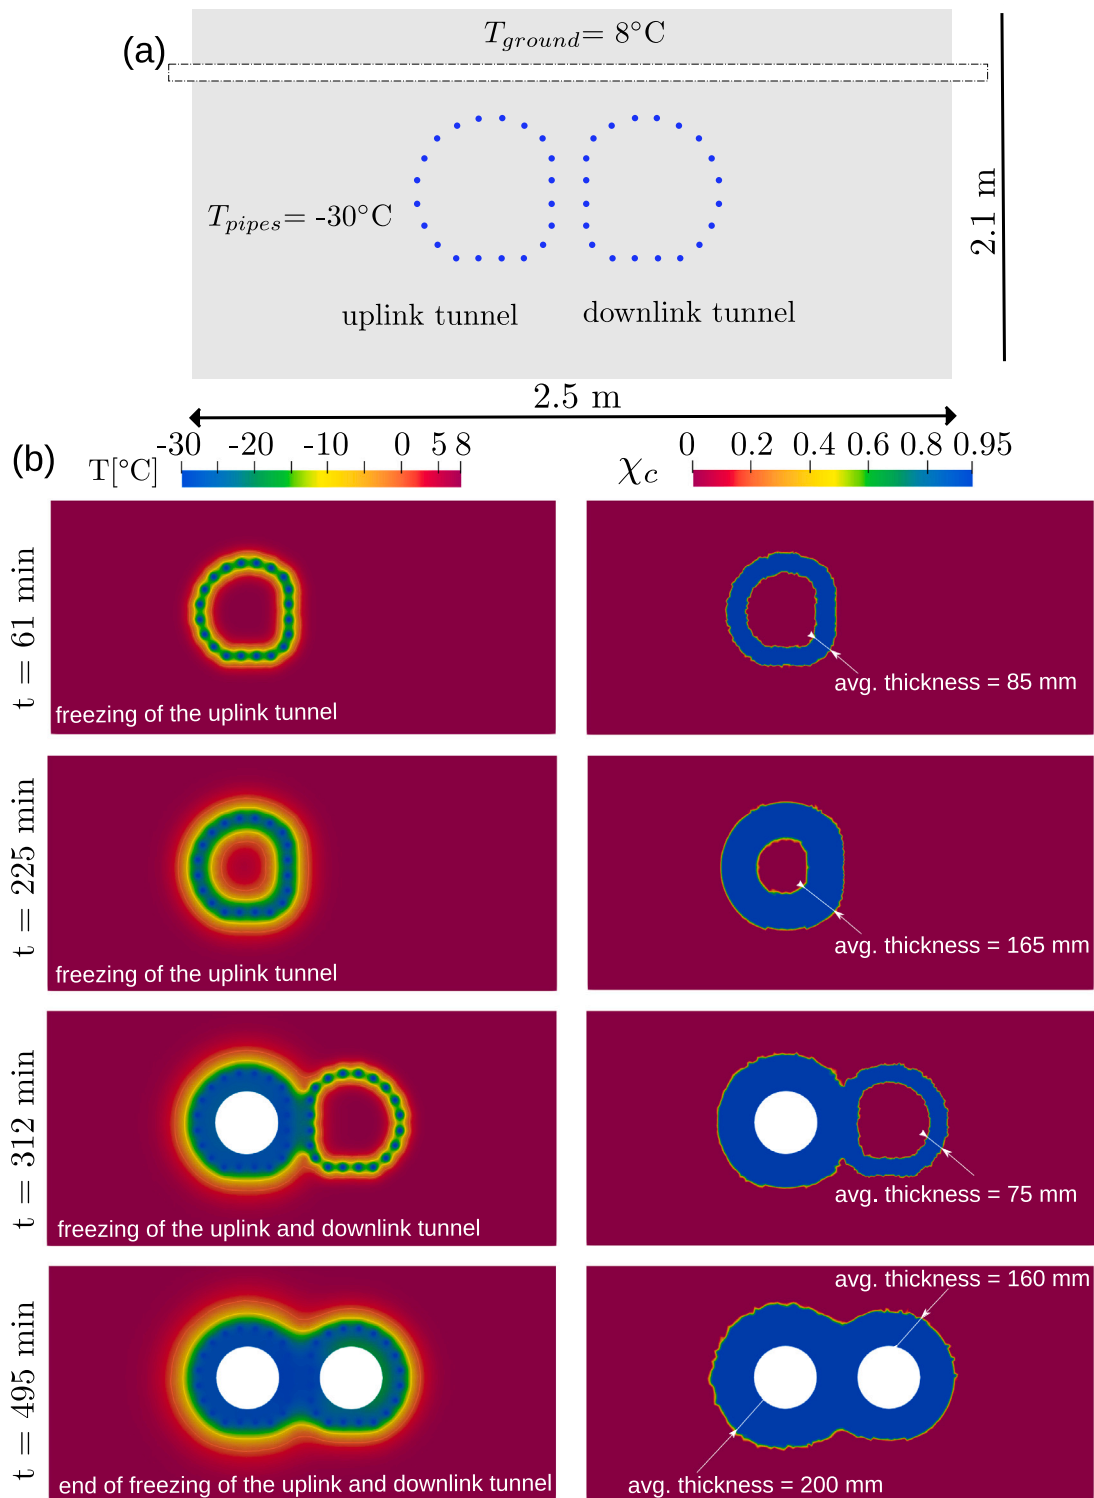 (a)
T_ground= 8°C
T_pipes= -30°C
2.1 m
uplink tunnel
downlink tunnel
2.5 m
(b)
T[°C]
-30 -20 -10 0 5 8
χc
0 0.2 0.4 0.6 0.8 0.95
t = 61 min
freezing of the uplink tunnel
avg. thickness = 85 mm
t = 225 min
freezing of the uplink tunnel
avg. thickness = 165 mm
t = 312 min
freezing of the uplink and downlink tunnel
avg. thickness = 75 mm
t = 495 min
end of freezing of the uplink and downlink tunnel
avg. thickness = 160 mm
avg. thickness = 200 mm